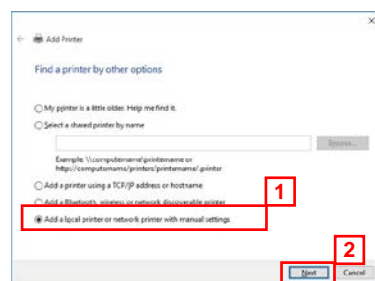 Add Printer
Find a printer by other options
My printer is a little older. Help me find it.
Select a shared printer by name
Browse...
Example: \\computername\printername or
http://computername/printers/printername/.printer
Add a printer using a TCP/IP address or hostname
1
Add a Bluetooth, wireless or network discoverable printer
Add a local printer or network printer with manual settings
2
Next
Cancel